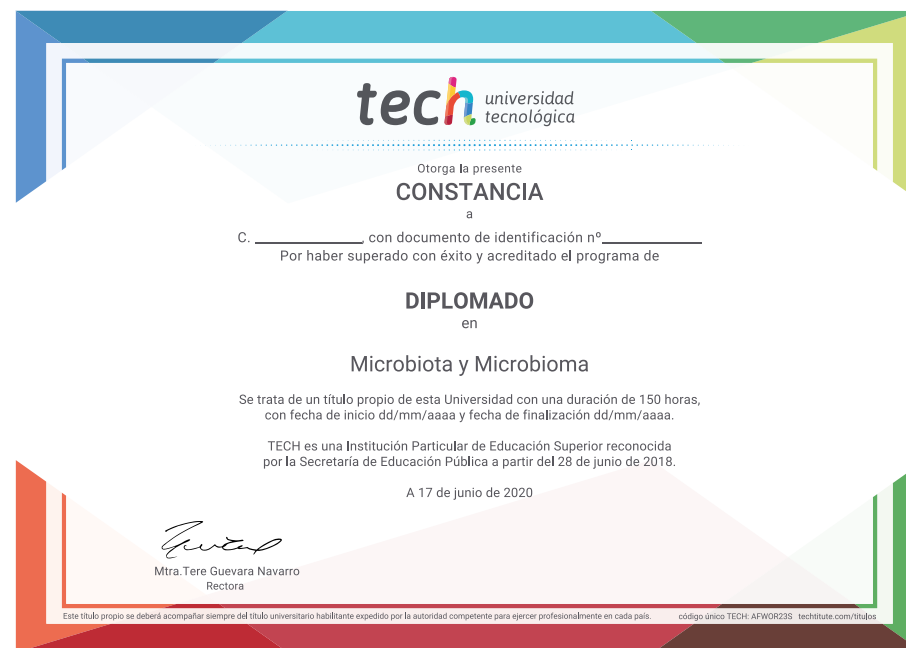 tech universidad
tecnológica
Otorga la presente
CONSTANCIA
a
C. ____________, con documento de identificación nº___________
Por haber superado con éxito y acreditado el programa de
DIPLOMADO
en
Microbiota y Microbioma
Se trata de un título propio de esta Universidad con una duración de 150 horas,
con fecha de inicio dd/mm/aaaa y fecha de finalización dd/mm/aaaa.
TECH es una Institución Particular de Educación Superior reconocida
por la Secretaría de Educación Pública a partir del 28 de junio de 2018.
A 17 de junio de 2020
Mtra.Tere Guevara Navarro
Rectora
Este título propio se deberá acompañar siempre del título universitario habilitante expedido por la autoridad competente para ejercer profesionalmente en cada país. código único TECH: AFWOR23S techtitute.com/titulos